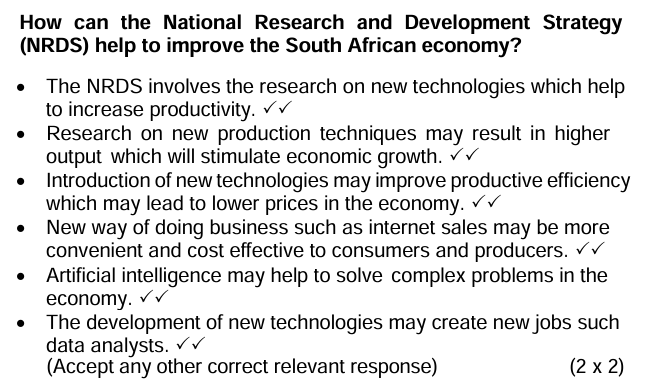 How can the National Research and Development Strategy
(NRDS) help to improve the South African economy?
• The NRDS involves the research on new technologies which help
to increase productivity. ✓✓
• Research on new production techniques may result in higher
output which will stimulate economic growth. ✓✓
• Introduction of new technologies may improve productive efficiency
which may lead to lower prices in the economy. ✓✓
• New way of doing business such as internet sales may be more
convenient and cost effective to consumers and producers. ✓✓
• Artificial intelligence may help to solve complex problems in the
economy. ✓✓
• The development of new technologies may create new jobs such
data analysts. ✓✓
(Accept any other correct relevant response) (2 x 2)